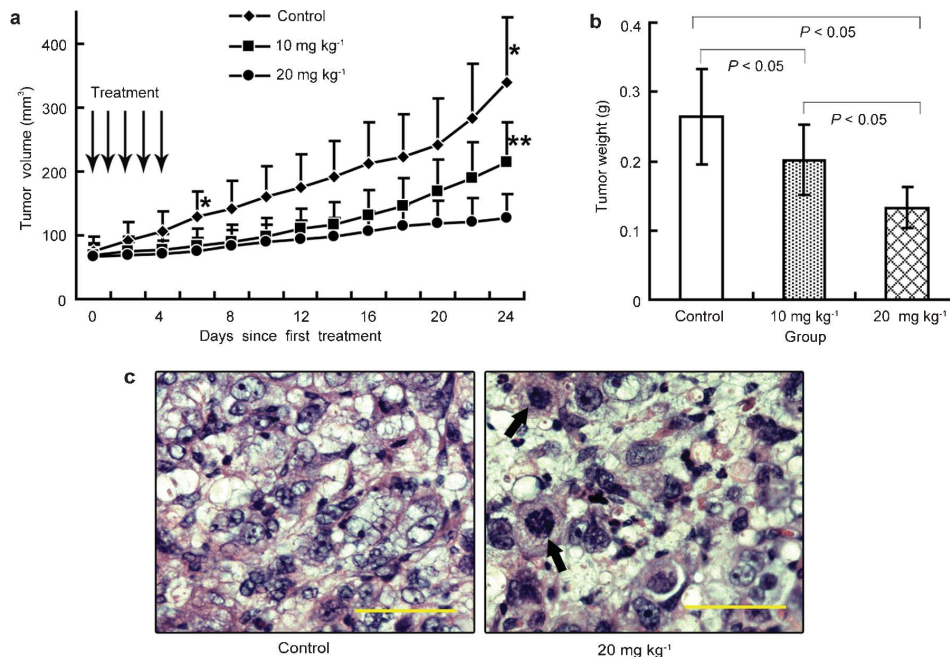 a
Control
10 mg kg⁻¹
20 mg kg⁻¹
Treatment
Tumor volume (mm³)
400
300
200
100
0
*
*
**
0 4 8 12 16 20 24
Days since first treatment
b
P < 0.05
P < 0.05
P < 0.05
Tumor weight (g)
0.4
0.3
0.2
0.1
0
Control 10 mg kg⁻¹ 20 mg kg⁻¹
Group
c
Control
20 mg kg⁻¹